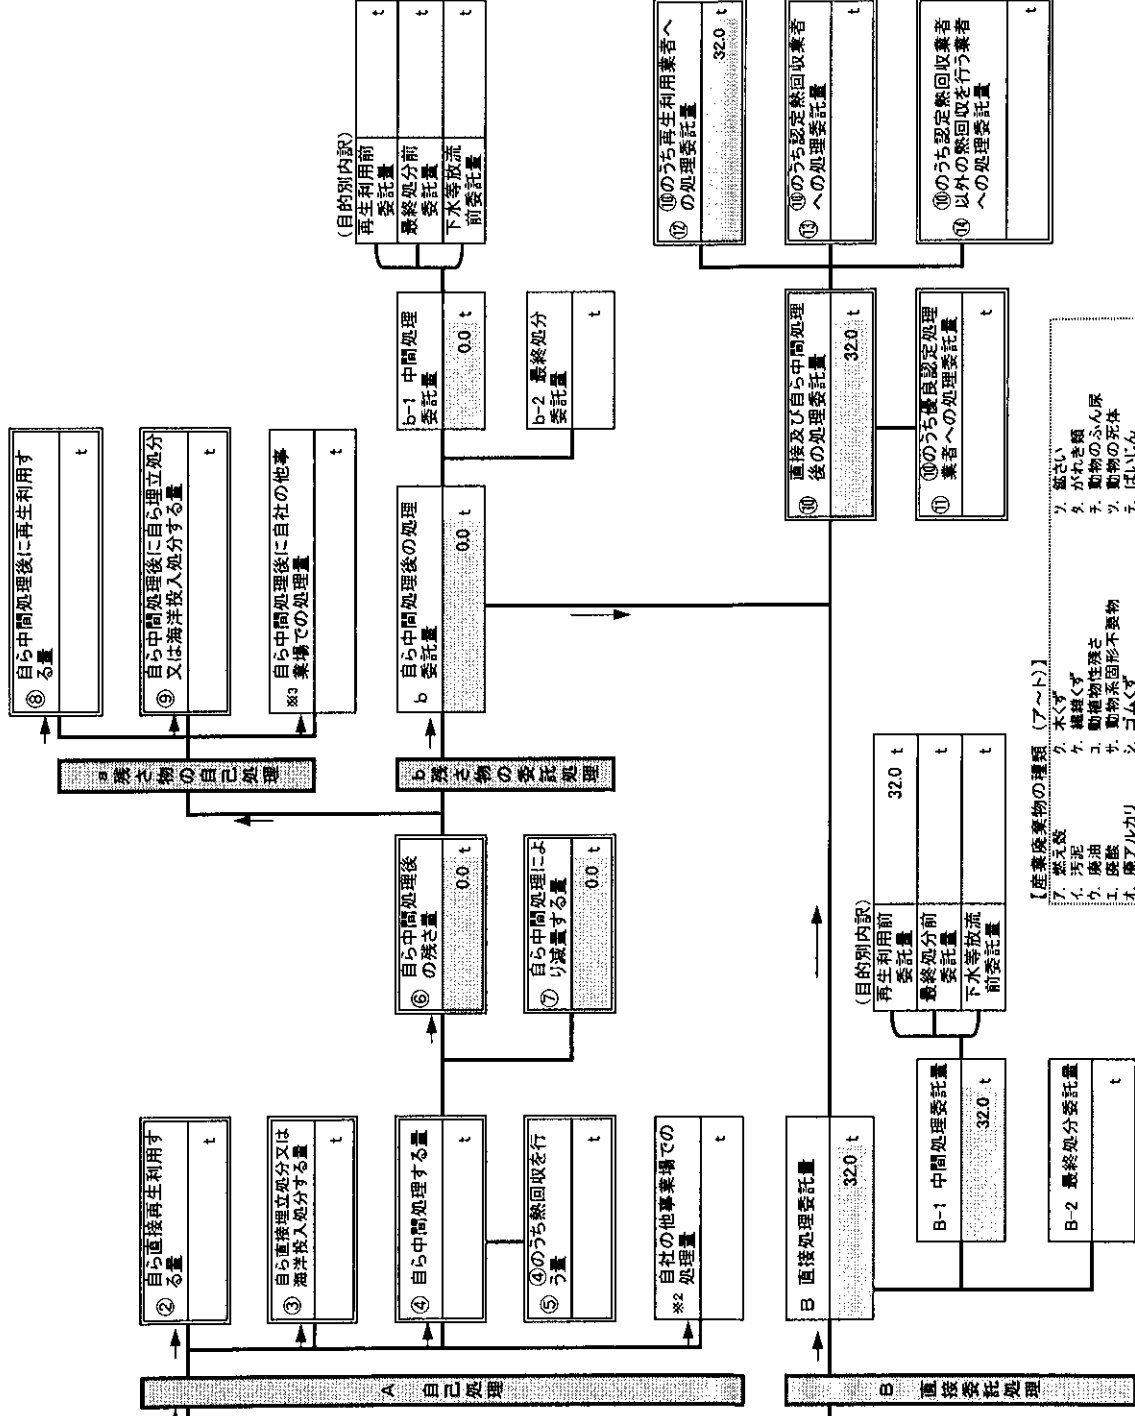 A 自己処理
② 自ら直接再生利用す
る量
t
③ 自ら直接埋立処分又は
海洋投入処分する量
t
④ 自ら中間処理する量
t
⑤ ④のうち熱回収を行
う量
t
※2 自社の他事業場での
処理量
t
⑥ 自ら中間処理後
の残さ量
0.0 t
⑦ 自ら中間処理によ
り減量する量
0.0 t
a 残さ物の自己処理
⑧ 自ら中間処理後に再生利用す
る量
t
⑨ 自ら中間処理後に自ら埋立処分
又は海洋投入処分する量
t
※3 自ら中間処理後に自社の他事
業場での処理量
t
b 残さ物の委託処理
b 自ら中間処理後の処理
委託量
0.0 t
b-1 中間処理
委託量
0.0 t
b-2 最終処分
委託量
t
(目的別内訳)
再生利用前
委託量
t
最終処分前
委託量
t
下水等放流
前委託量
t
B 直接委託処理
B 直接処理委託量
32.0 t
B-1 中間処理委託量
32.0 t
B-2 最終処分委託量
t
(目的別内訳)
再生利用前
委託量
32.0 t
最終処分前
委託量
t
下水等放流
前委託量
t
⑩ 直接及び自ら中間処理
後の処理委託量
32.0 t
⑪ ⑩のうち優良認定処理
業者への処理委託量
t
⑫ ⑩のうち再生利用業者へ
の処理委託量
32.0 t
⑬ ⑩のうち認定熱回収業者
への処理委託量
t
⑭ ⑩のうち認定熱回収業者
以外の熱回収を行う業者
への処理委託量
t
【産業廃棄物の種類 (ア～ト)】
ア. 燃え殻
イ. 汚泥
ウ. 廃油
エ. 廃酸
オ. 廃アルカリ
ク. 木くず
ケ. 繊維くず
コ. 動植物性残さ
サ. 動物系固形不要物
シ. ゴムくず
ソ. 鉱さい
タ. がれき類
チ. 動物のふん尿
ツ. 動物の死体
テ. ばいじん